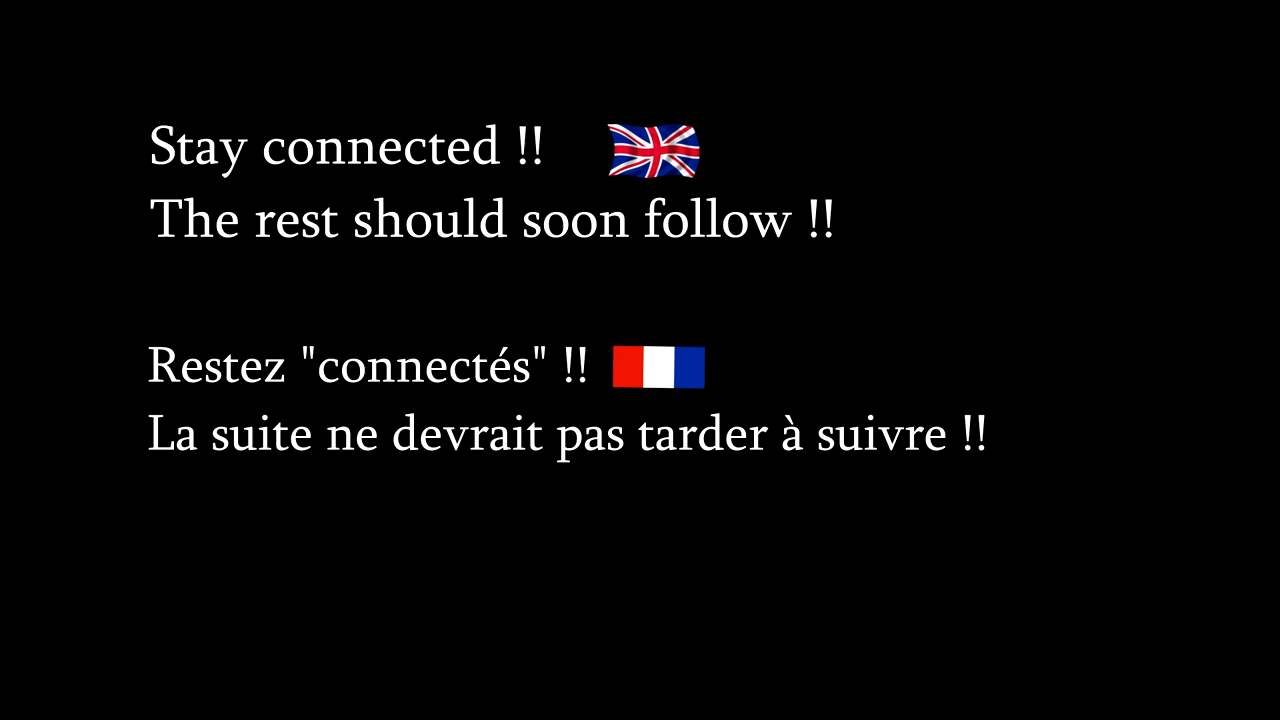 Stay connected !!
The rest should soon follow !!
Restez "connectés" !!
La suite ne devrait pas tarder à suivre !!